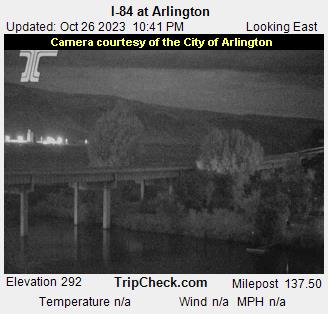 I-84 at Arlington
Updated: Oct 26 2023 10:41 PM Looking East
Camera courtesy of the City of Arlington
Elevation 292 TripCheck.com Milepost 137.50
Temperature n/a Wind n/a MPH n/a